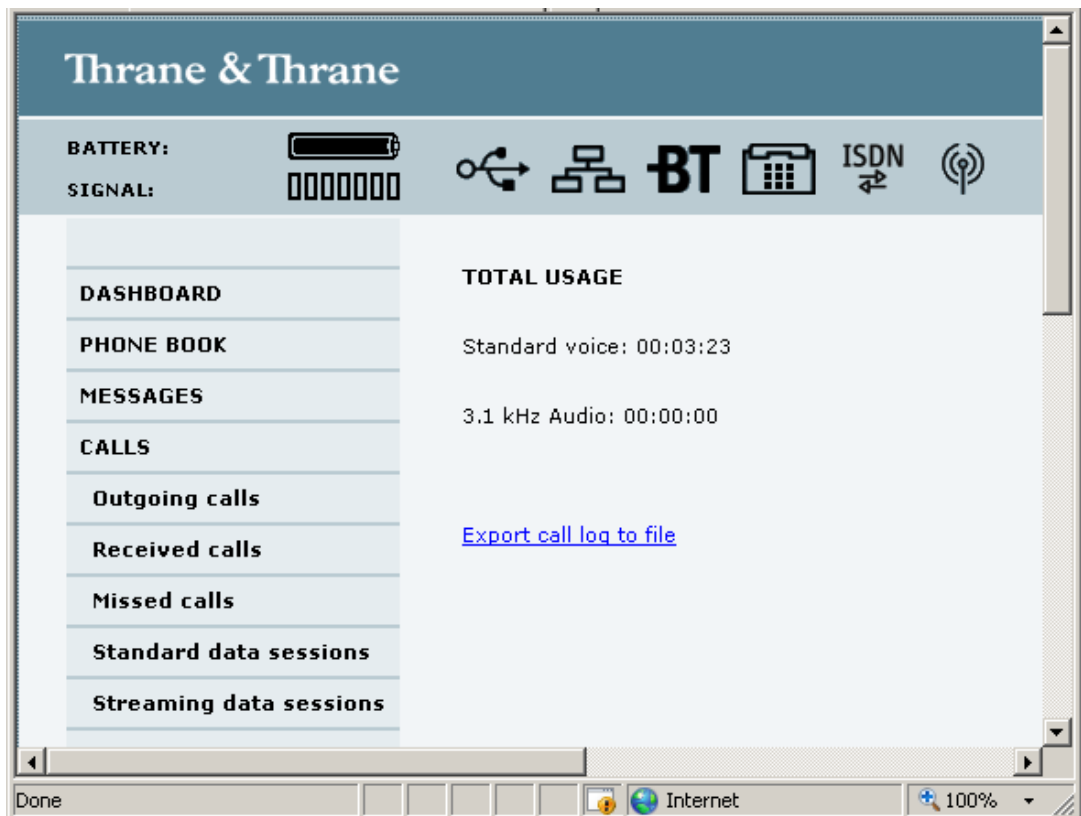 Thrane & Thrane
BATTERY:
SIGNAL:
BT
ISDN
DASHBOARD
PHONE BOOK
MESSAGES
CALLS
Outgoing calls
Received calls
Missed calls
Standard data sessions
Streaming data sessions
TOTAL USAGE
Standard voice: 00:03:23
3.1 kHz Audio: 00:00:00
Export call log to file
Done
Internet
100%